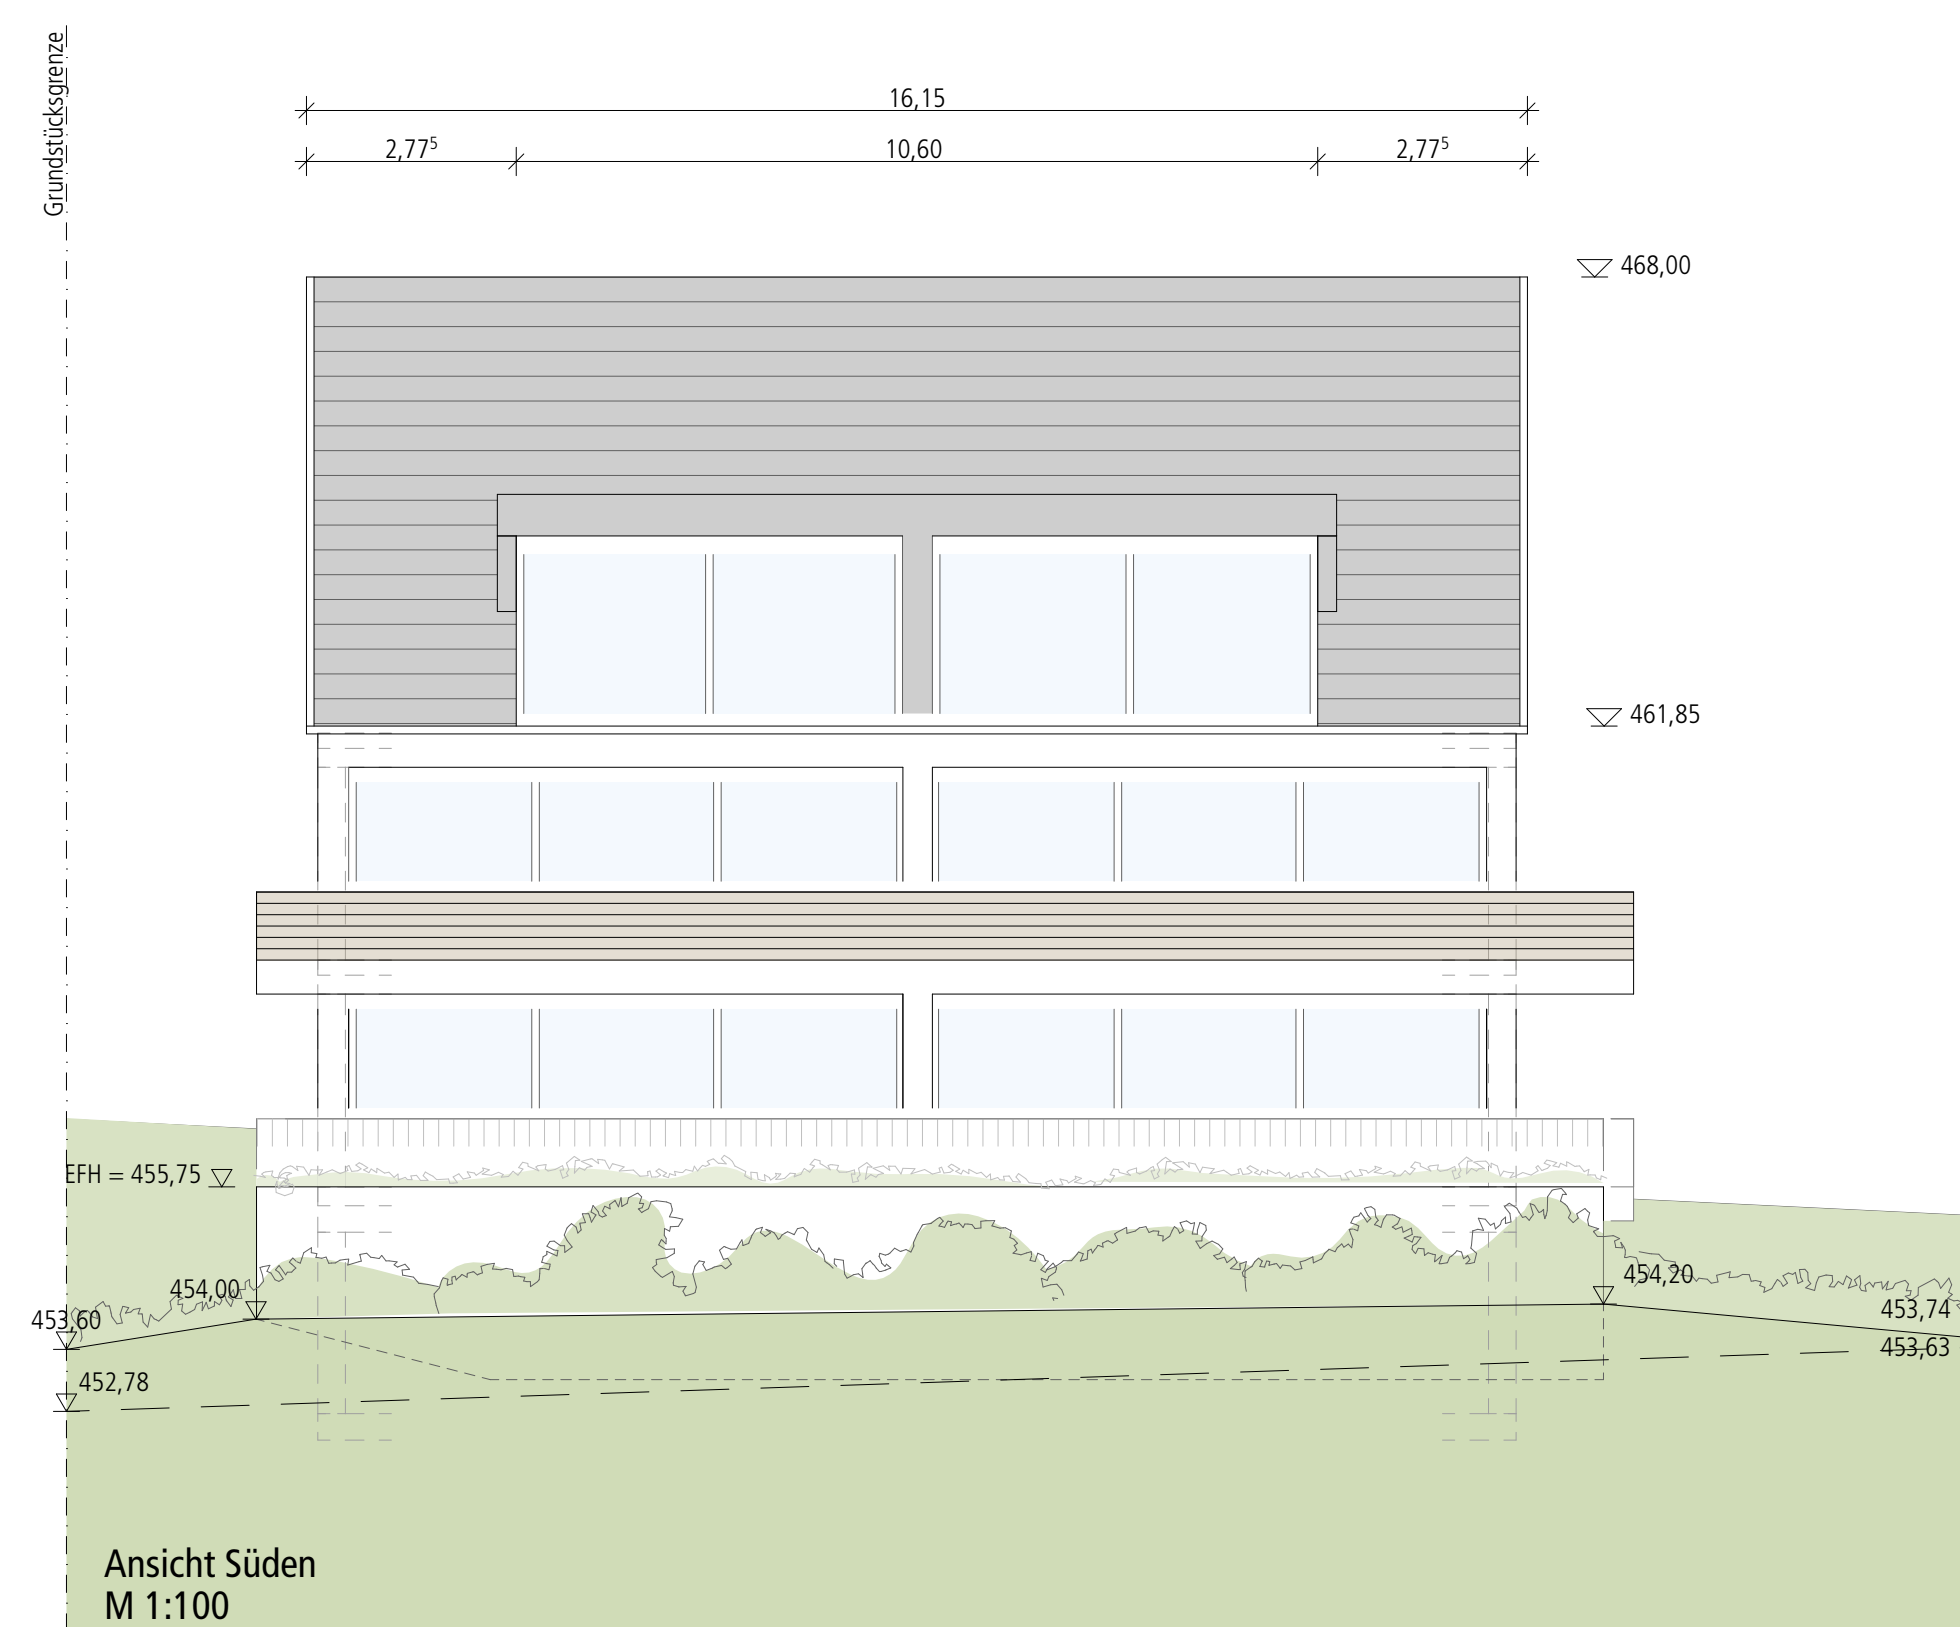 Grundstücksgrenze
16,15
2,77⁵ 10,60 2,77⁵
468,00
461,85
EFH = 455,75
454,00
454,20
453,60
453,74
453,63
452,78
Ansicht Süden
M 1:100